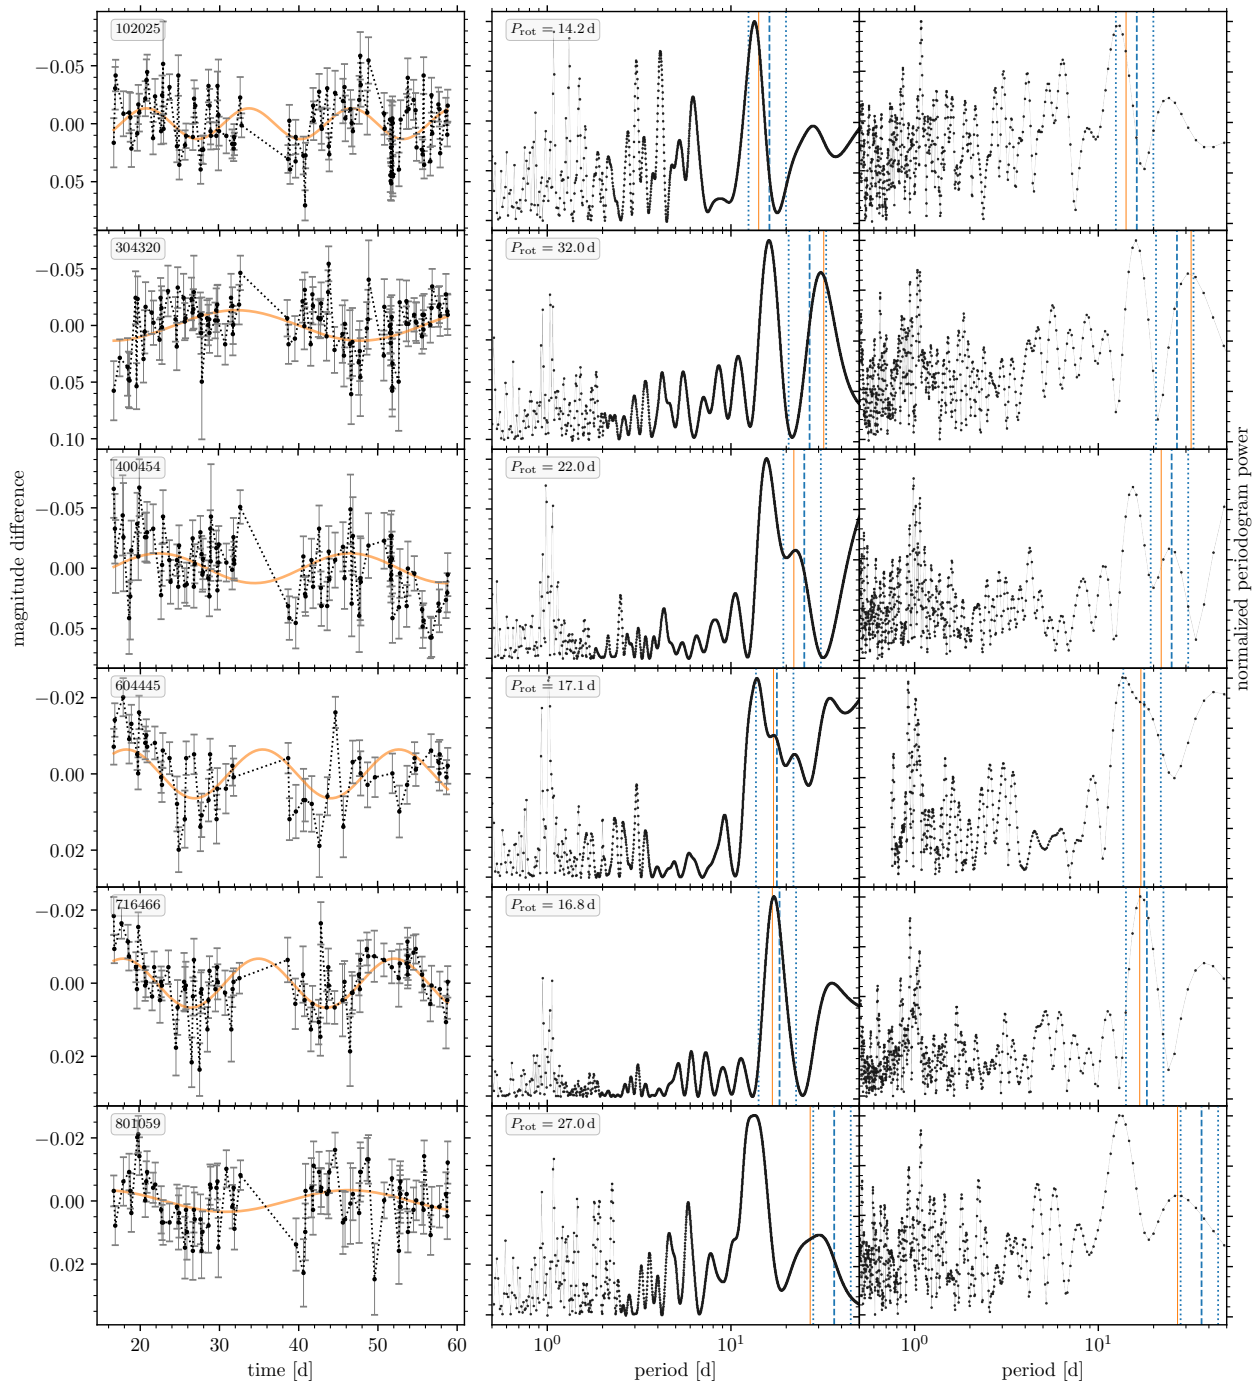 102025
−0.05
0.00
0.05
P_rot = 14.2 d
304320
−0.05
0.00
0.05
0.10
P_rot = 32.0 d
400454
−0.05
0.00
0.05
P_rot = 22.0 d
604445
−0.02
0.00
0.02
P_rot = 17.1 d
716466
−0.02
0.00
0.02
P_rot = 16.8 d
801059
−0.02
0.00
0.02
P_rot = 27.0 d
magnitude difference
normalized periodogram power
20 30 40 50 60
10^0 10^1
10^0 10^1
time [d]
period [d]
period [d]